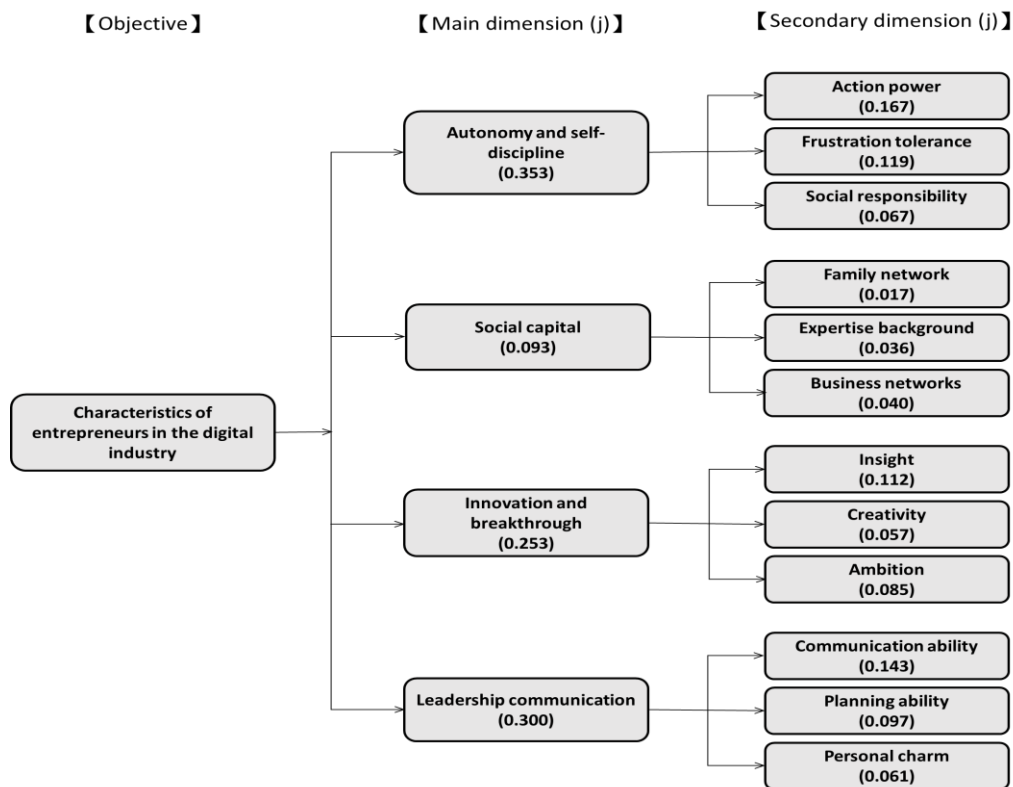 【Objective】
【Main dimension (j)】
【Secondary dimension (j)】
Characteristics of
entrepreneurs in the digital
industry
Autonomy and self-
discipline
(0.353)
Action power
(0.167)
Frustration tolerance
(0.119)
Social responsibility
(0.067)
Social capital
(0.093)
Family network
(0.017)
Expertise background
(0.036)
Business networks
(0.040)
Innovation and
breakthrough
(0.253)
Insight
(0.112)
Creativity
(0.057)
Ambition
(0.085)
Leadership communication
(0.300)
Communication ability
(0.143)
Planning ability
(0.097)
Personal charm
(0.061)